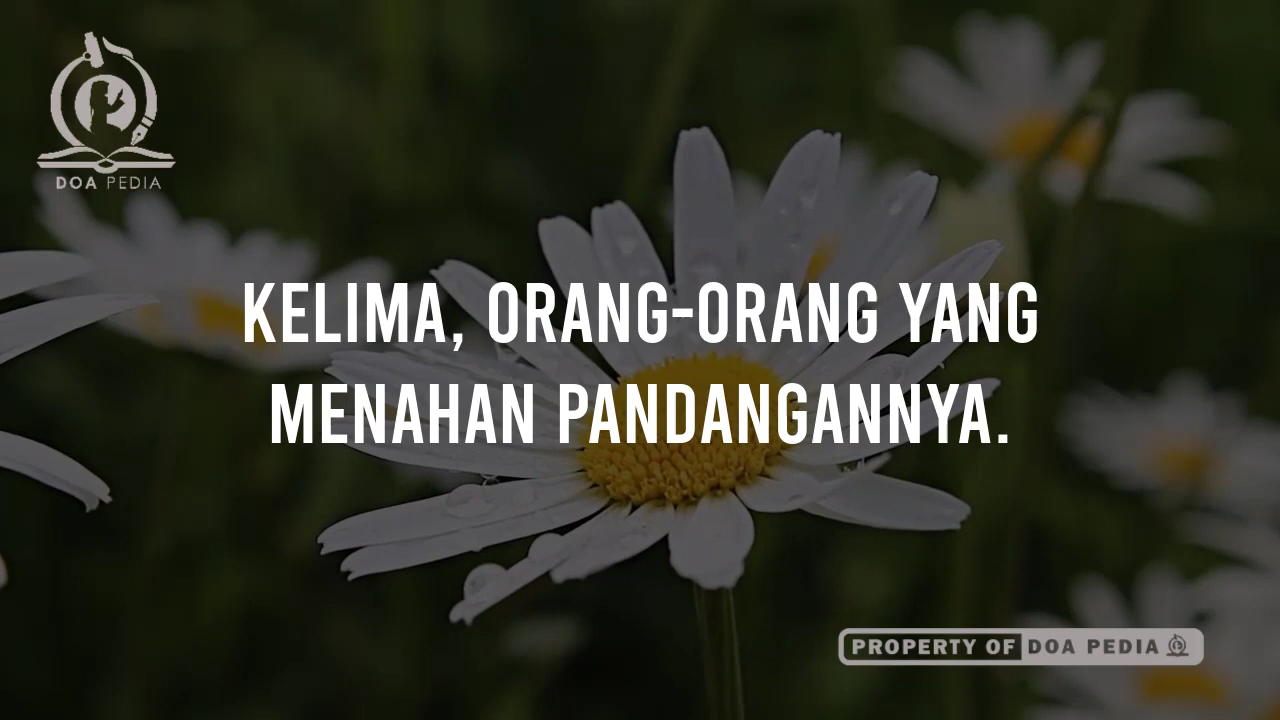 DOA PEDIA
KELIMA, ORANG-ORANG YANG
MENAHAN PANDANGANNYA.
PROPERTY OF DOA PEDIA